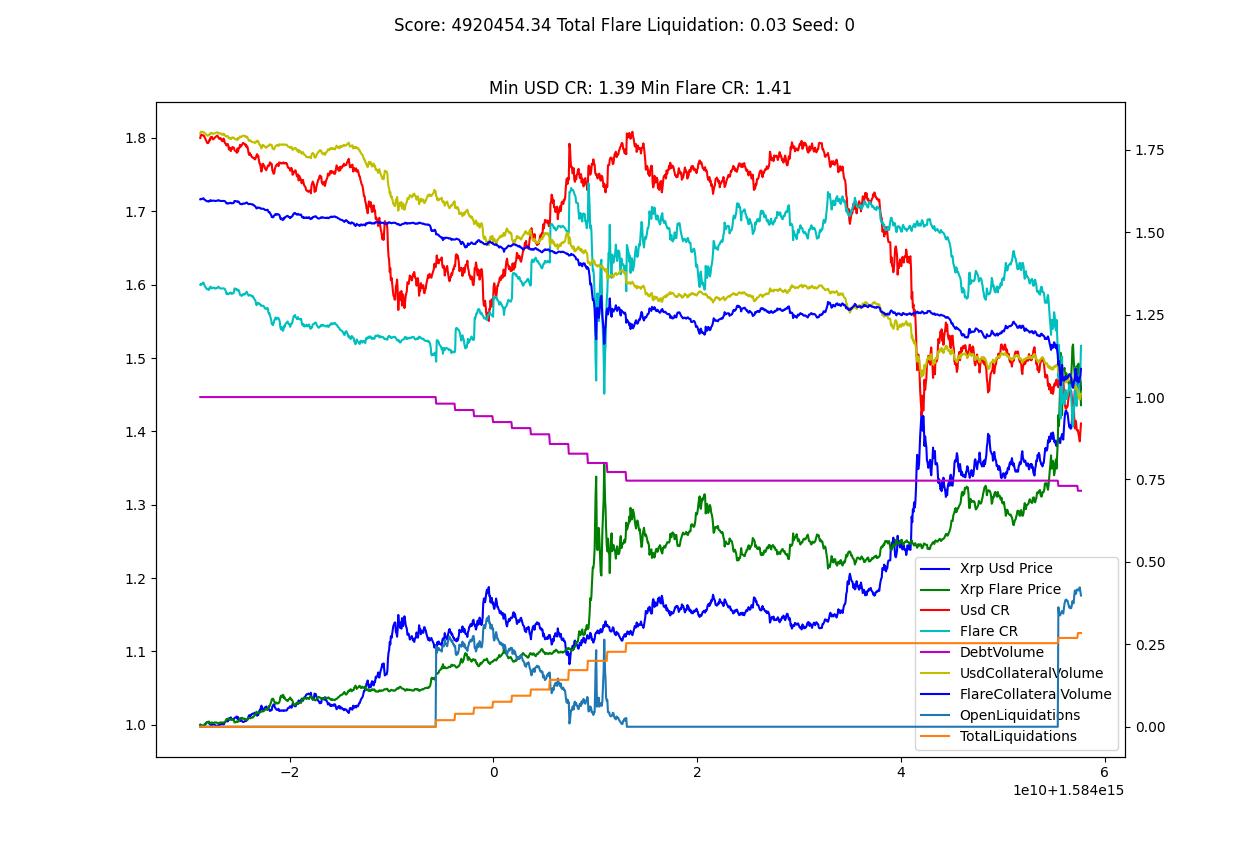 Score: 4920454.34 Total Flare Liquidation: 0.03 Seed: 0
Min USD CR: 1.39 Min Flare CR: 1.41
1.8
1.7
1.6
1.5
1.4
1.3
1.2
1.1
1.0
1.75
1.50
1.25
1.00
0.75
0.50
0.25
0.00
Xrp Usd Price
Xrp Flare Price
Usd CR
Flare CR
DebtVolume
UsdCollateralVolume
FlareCollateralVolume
OpenLiquidations
TotalLiquidations
−2 0 2 4 6
1e10+1.584e15